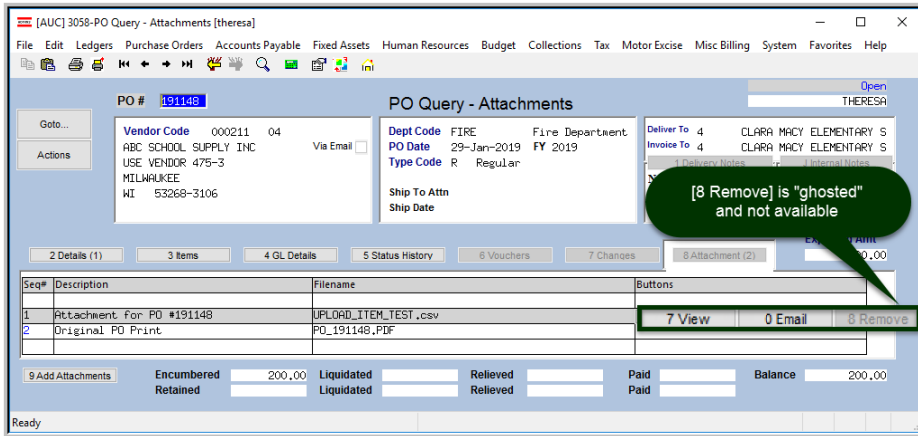 [AUC] 3058-PO Query - Attachments [theresa]
File Edit Ledgers Purchase Orders Accounts Payable Fixed Assets Human Resources Budget Collections Tax Motor Excise Misc Billing System Favorites Help
Open
PO # 191148 PO Query - Attachments THERESA
Goto...
Actions
Vendor Code 000211 04
ABC SCHOOL SUPPLY INC Via Email
USE VENDOR 475-3
MILWAUKEE
WI 53268-3106
Dept Code FIRE Fire Department
PO Date 29-Jan-2019 FY 2019
Type Code R Regular
Ship To Attn
Ship Date
Deliver To 4 CLARA MACY ELEMENTARY S
Invoice To 4 CLARA MACY ELEMENTARY S
1 Delivery Notes J Internal Notes
[8 Remove] is "ghosted"
and not available
2 Details (1) 3 Items 4 GL Details 5 Status History 6 Vouchers 7 Changes 8 Attachment (2)
Seq# Description Filename Buttons
1 Attachment for PO #191148 UPLOAD_ITEM_TEST.csv 7 View 0 Email 8 Remove
2 Original PO Print PO_191148.PDF
9 Add Attachments Encumbered 200.00 Liquidated Relieved Paid Balance 200.00
Retained Liquidated Relieved Paid
Ready